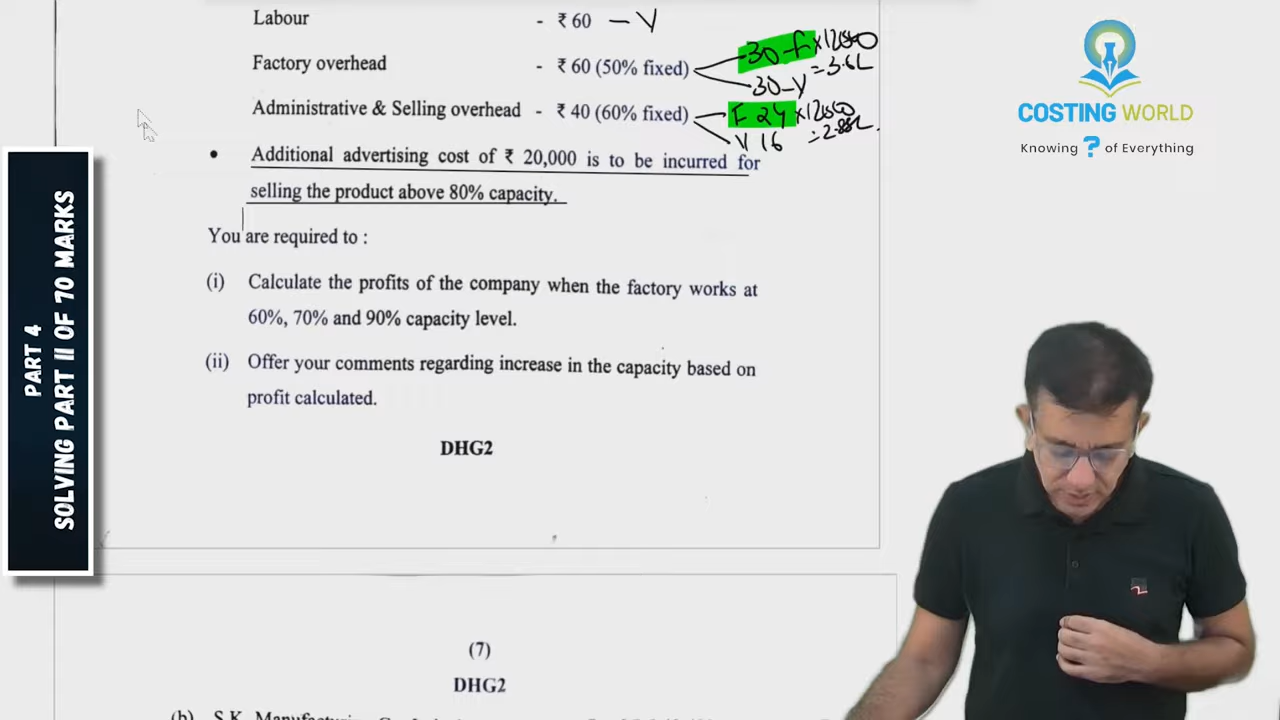 Labour - ₹ 60 - V
Factory overhead - ₹ 60 (50% fixed) 30-F x12000
=3.6L
30-V
Administrative & Selling overhead - ₹ 40 (60% fixed) F 24 x12000
V 16 =2.88L
• Additional advertising cost of ₹ 20,000 is to be incurred for
selling the product above 80% capacity.
You are required to :
(i) Calculate the profits of the company when the factory works at
60%, 70% and 90% capacity level.
(ii) Offer your comments regarding increase in the capacity based on
profit calculated.
DHG2
(7)
DHG2
(b) S.K. Manufacturing
COSTING WORLD
Knowing ? of Everything
PART 4
SOLVING PART II OF 70 MARKS